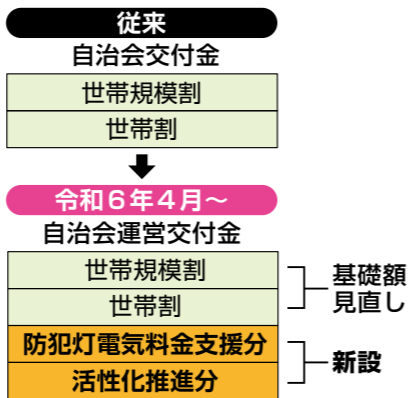 従来
自治会交付金
世帯規模割
世帯割
令和6年4月〜
自治会運営交付金
世帯規模割
世帯割
基礎額
見直し
防犯灯電気料金支援分
活性化推進分
新設